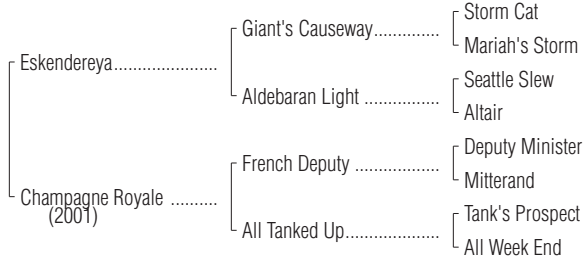 Storm Cat
Giant's Causeway..............
Mariah's Storm
Eskendereya......................
Seattle Slew
Aldebaran Light ................
Altair
Deputy Minister
French Deputy ..................
Mitterand
Champagne Royale ..........
(2001)
Tank's Prospect
All Tanked Up....................
All Week End